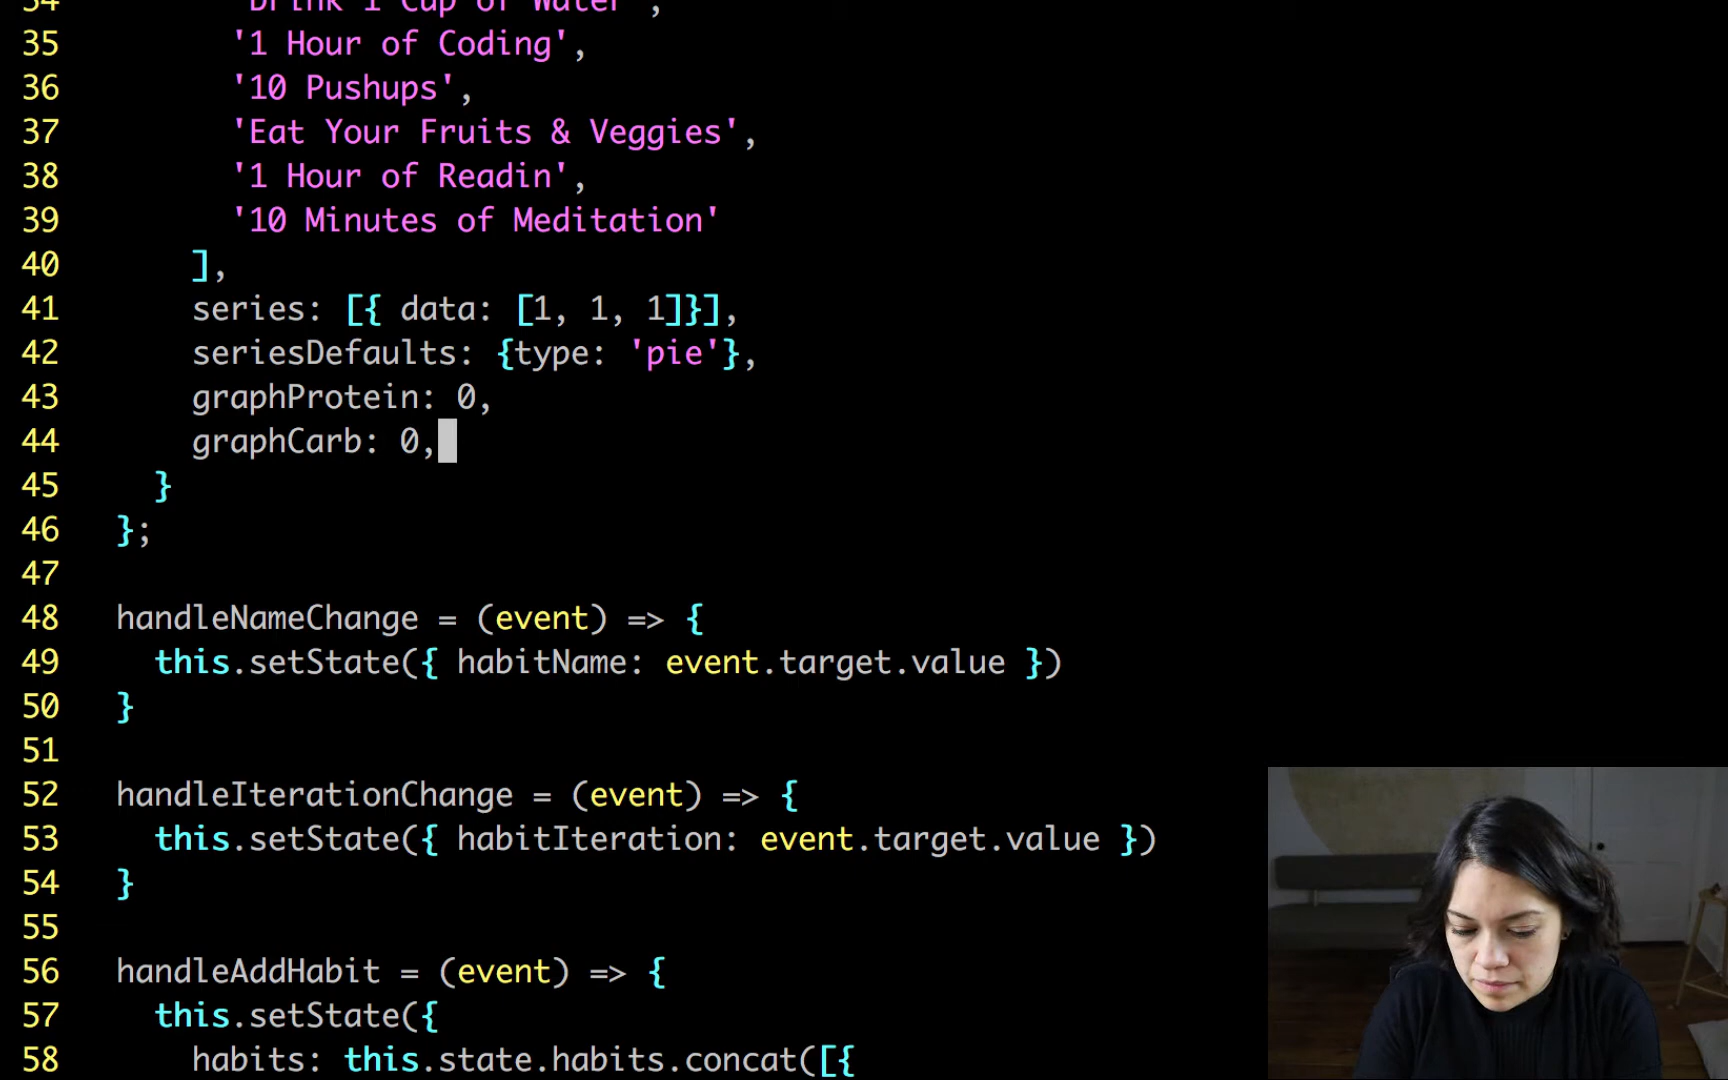 34 'Drink 1 Cup of Water',
35 '1 Hour of Coding',
36 '10 Pushups',
37 'Eat Your Fruits & Veggies',
38 '1 Hour of Readin',
39 '10 Minutes of Meditation'
40 ],
41 series: [{ data: [1, 1, 1]}],
42 seriesDefaults: {type: 'pie'},
43 graphProtein: 0,
44 graphCarb: 0,
45 }
46 };
47
48 handleNameChange = (event) => {
49 this.setState({ habitName: event.target.value })
50 }
51
52 handleIterationChange = (event) => {
53 this.setState({ habitIteration: event.target.value })
54 }
55
56 handleAddHabit = (event) => {
57 this.setState({
58 habits: this.state.habits.concat([{